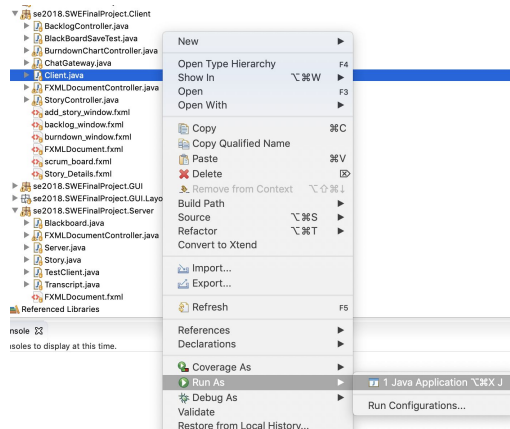 se2018.SWEFinalProject.Client
BacklogController.java
BlackBoardSaveTest.java
BurndownChartController.java
ChatGateway.java
Client.java
FXMLDocumentController.java
StoryController.java
add_story_window.fxml
backlog_window.fxml
burndown_window.fxml
FXMLDocument.fxml
scrum_board.fxml
Story_Details.fxml
se2018.SWEFinalProject.GUI
se2018.SWEFinalProject.GUI.Layo
se2018.SWEFinalProject.Server
Blackboard.java
FXMLDocumentController.java
Server.java
Story.java
TestClient.java
Transcript.java
FXMLDocument.fxml
Referenced Libraries
nsole
nsoles to display at this time.
New
Open Type Hierarchy F4
Show In ⌥⌘W
Open F3
Open With
Copy ⌘C
Copy Qualified Name
Paste ⌘V
Delete ⌦
Remove from Context ⌥⇧⌘↓
Build Path
Source ⌥⌘S
Refactor ⌥⌘T
Convert to Xtend
Import...
Export...
Refresh F5
References
Declarations
Coverage As
Run As
Debug As
Validate
Restore from Local History...
1 Java Application ⌥⌘X J
Run Configurations...